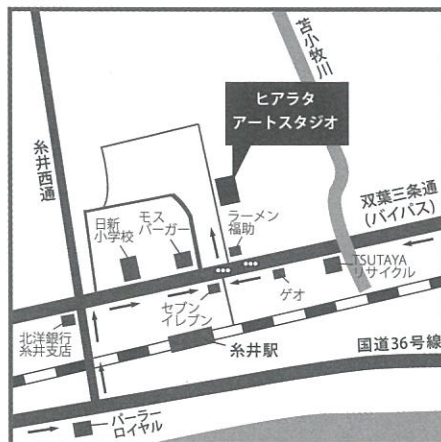 苫小牧川
ヒアラタ
アートスタジオ
糸井西通
双葉三条通
(バイパス)
日新
小学校
モス
バーガー
ラーメン
福助
TSUTAYA
リサイクル
ゲオ
セブン
イレブン
北洋銀行
糸井支店
糸井駅
国道36号線
パーラー
ロイヤル